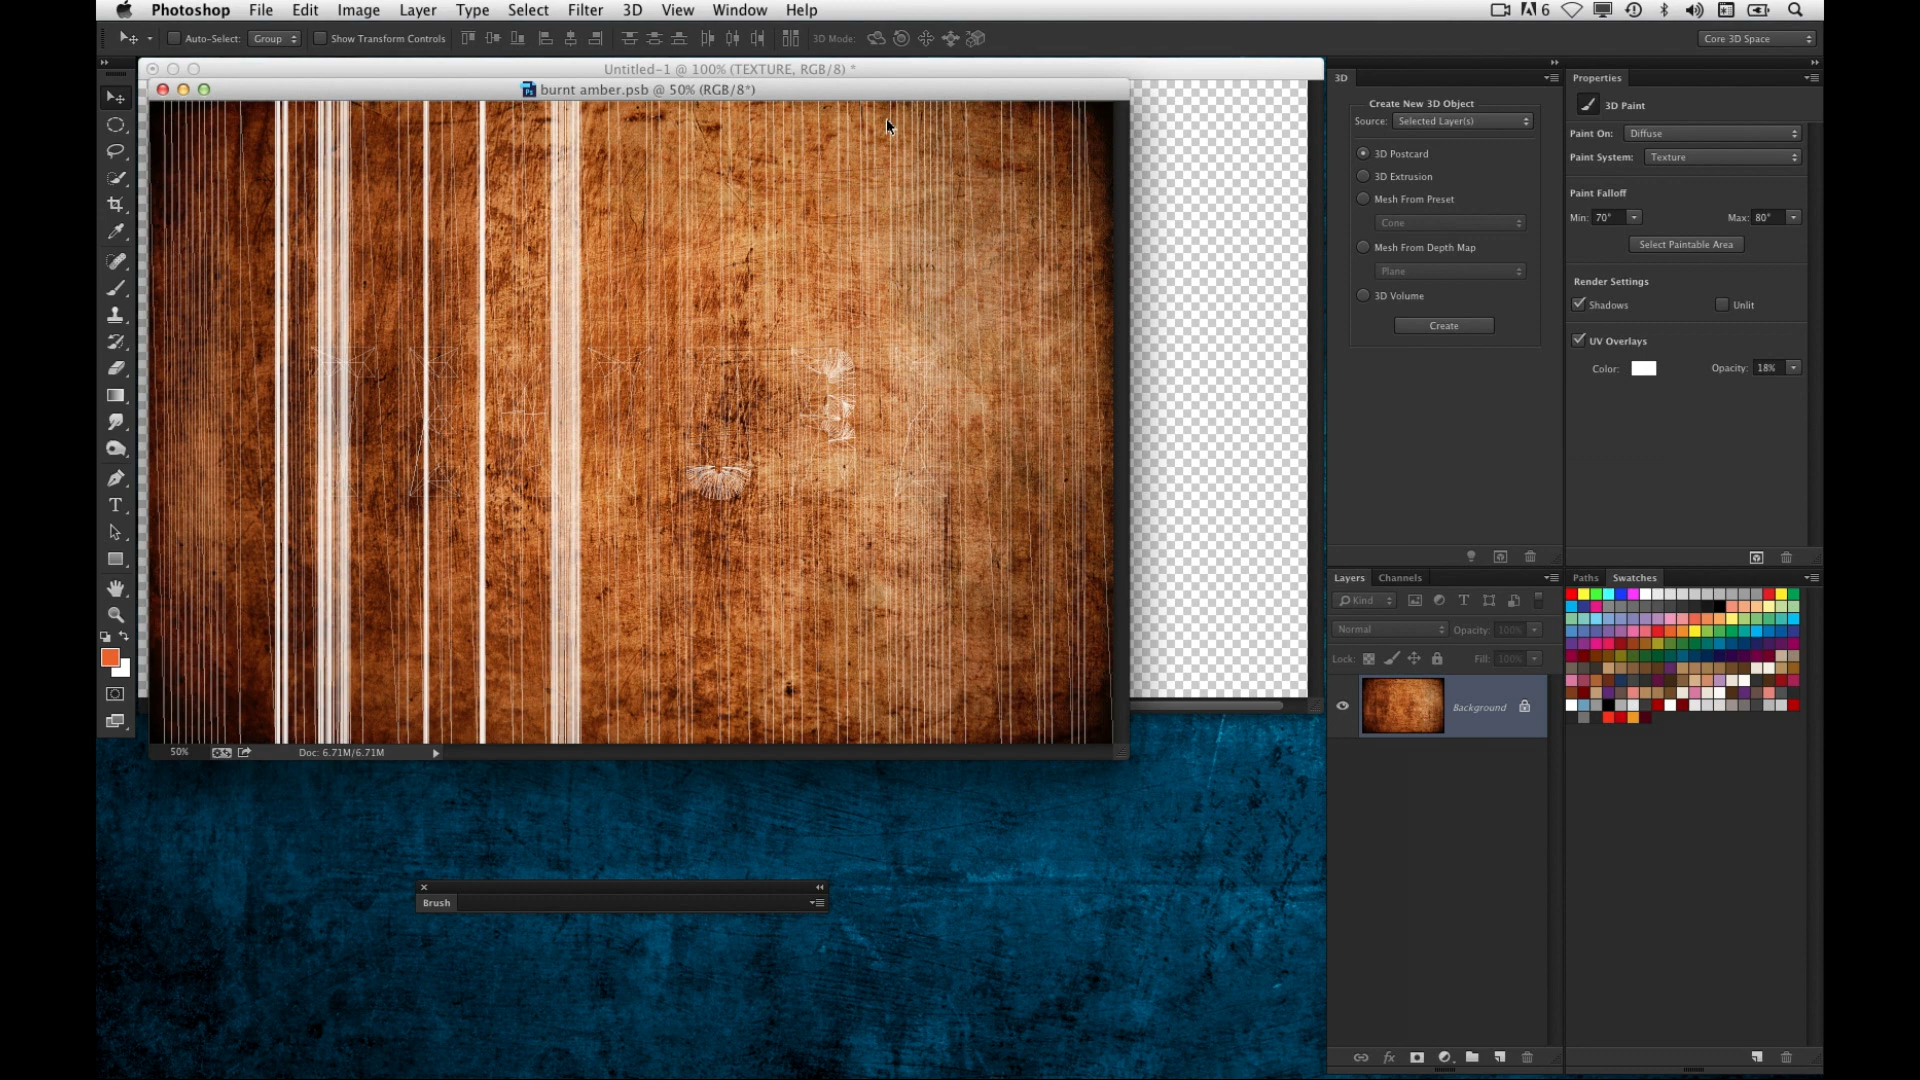 Photoshop File Edit Image Layer Type Select Filter 3D View Window Help 6
Auto-Select: Group Show Transform Controls 3D Mode: Core 3D Space
Untitled-1 @ 100% (TEXTURE, RGB/8) *
burnt amber.psb @ 50% (RGB/8*)
50% Doc: 6.71M/6.71M
Brush
3D
Create New 3D Object
Source: Selected Layer(s)
3D Postcard
3D Extrusion
Mesh From Preset
Cone
Mesh From Depth Map
Plane
3D Volume
Create
Properties
3D Paint
Paint On: Diffuse
Paint System: Texture
Paint Falloff
Min: 70° Max: 80°
Select Paintable Area
Render Settings
Shadows Unlit
UV Overlays
Color: Opacity: 18%
Layers Channels
Kind
Normal Opacity: 100%
Lock: Fill: 100%
Background
Paths Swatches